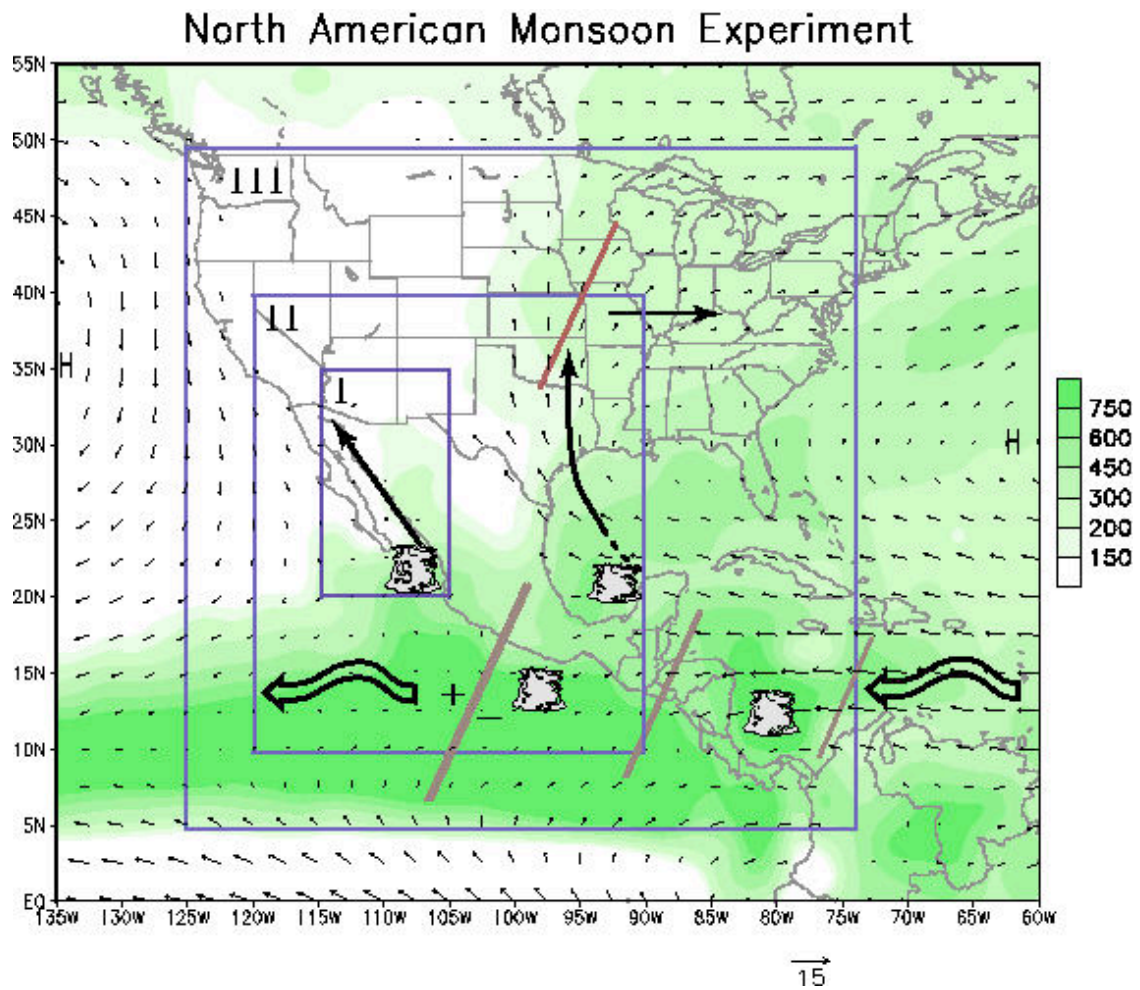 North American Monsoon Experiment
55N
50N
III
45N
40N
II
35N
H
I
750
600
H
30N
450
300
25N
200
150
S
20N
15N
+
_
10N
5N
EQ
135W 130W 125W 120W 115W 110W 105W 100W 95W 90W 85W 80W 75W 70W 65W 60W
15